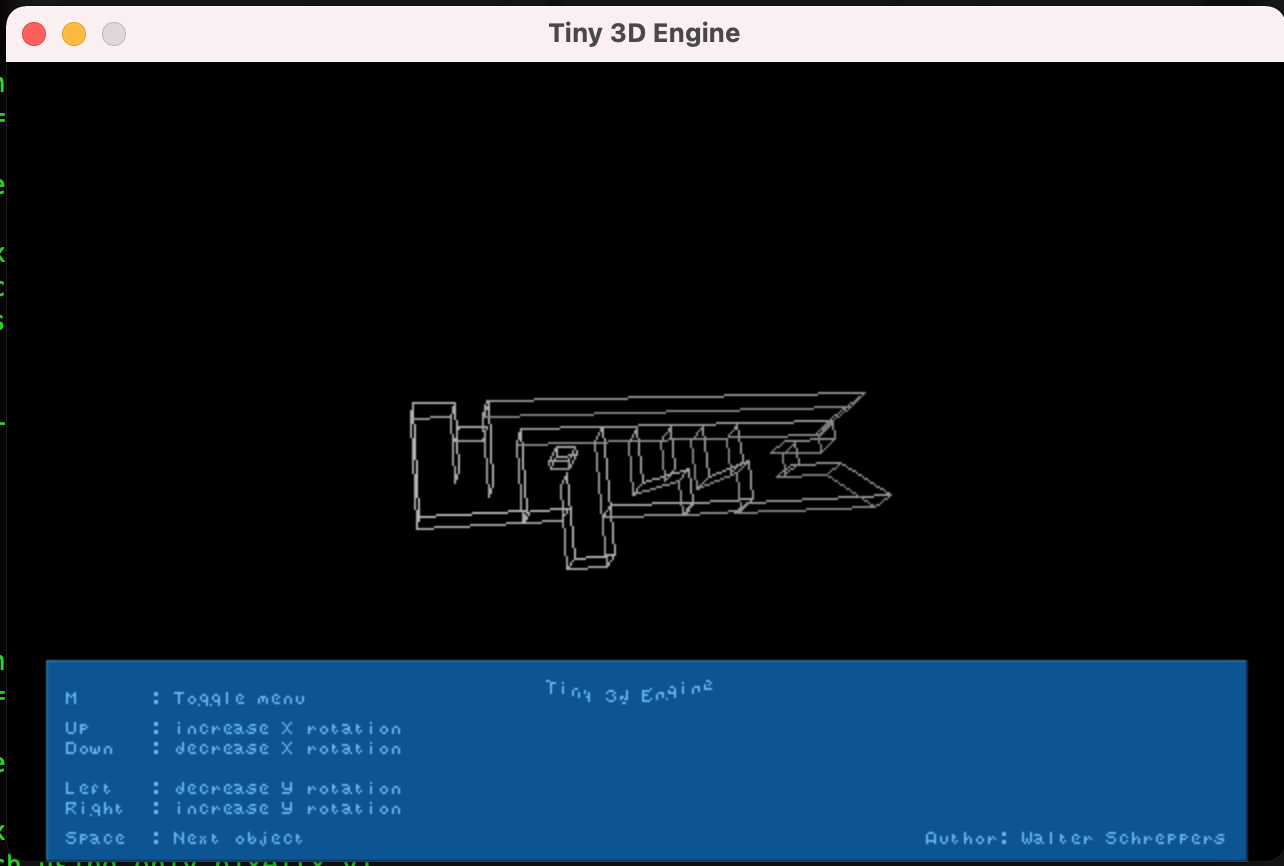 Tiny 3D Engine
Tiny 3d Engine
M : Toggle menu
Up : increase X rotation
Down : decrease X rotation
Left : decrease Y rotation
Right : increase Y rotation
Space : Next object
Author: Walter Schreppers